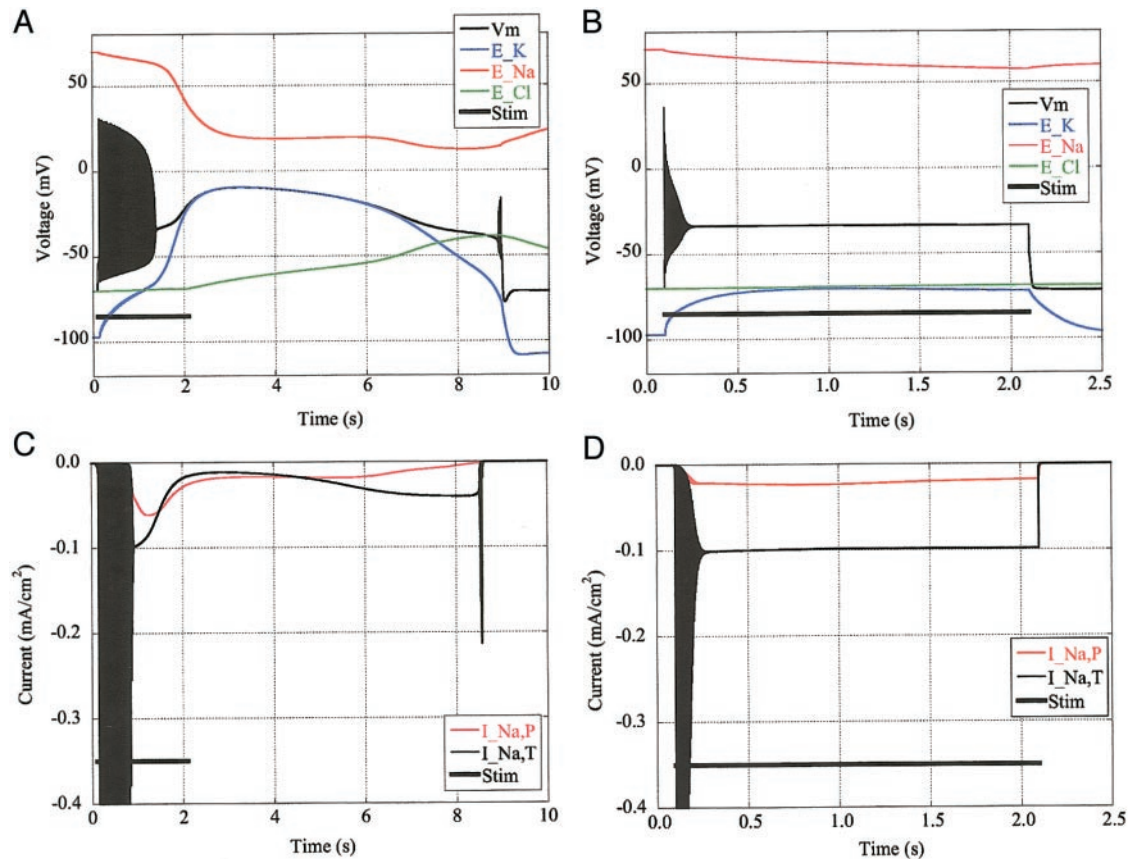 A
Vm
E_K
E_Na
E_Cl
Stim
50
0
-50
-100
Voltage (mV)
0 2 4 6 8 10
Time (s)
B
Vm
E_K
E_Na
E_Cl
Stim
50
0
-50
-100
Voltage (mV)
0.0 0.5 1.0 1.5 2.0 2.5
Time (s)
C
0.0
-0.1
-0.2
-0.3
-0.4
Current (mA/cm²)
I_Na,P
I_Na,T
Stim
0 2 4 6 8 10
Time (s)
D
0.0
-0.1
-0.2
-0.3
-0.4
Current (mA/cm²)
I_Na,P
I_Na,T
Stim
0.0 0.5 1.0 1.5 2.0 2.5
Time (s)